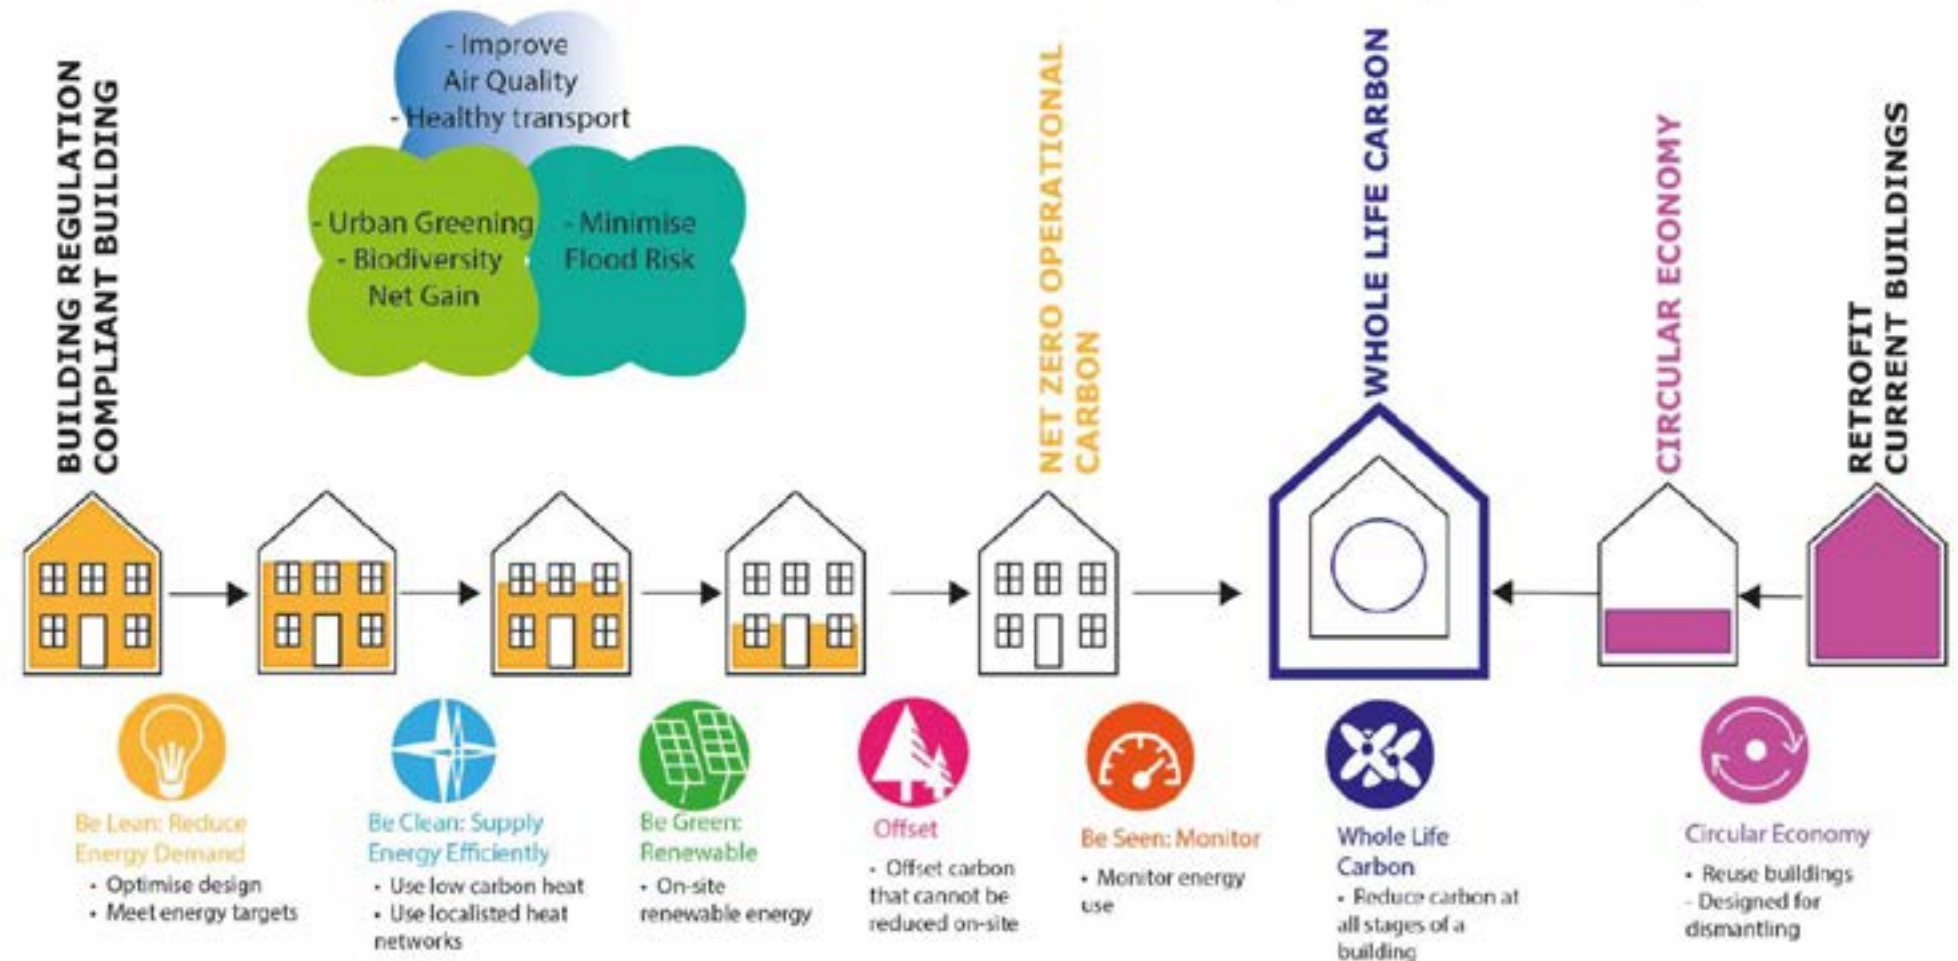 - Improve
Air Quality
- Healthy transport
- Urban Greening
- Biodiversity
Net Gain
- Minimise
Flood Risk
BUILDING REGULATION
COMPLIANT BUILDING
NET ZERO OPERATIONAL
CARBON
WHOLE LIFE CARBON
CIRCULAR ECONOMY
RETROFIT
CURRENT BUILDINGS
Be Lean: Reduce
Energy Demand
• Optimise design
• Meet energy targets
Be Clean: Supply
Energy Efficiently
• Use low carbon heat
• Use localisted heat
networks
Be Green:
Renewable
• On-site
renewable energy
Offset
• Offset carbon
that cannot be
reduced on-site
Be Seen: Monitor
• Monitor energy
use
Whole Life
Carbon
• Reduce carbon at
all stages of a
building
Circular Economy
• Reuse buildings
- Designed for
dismantling